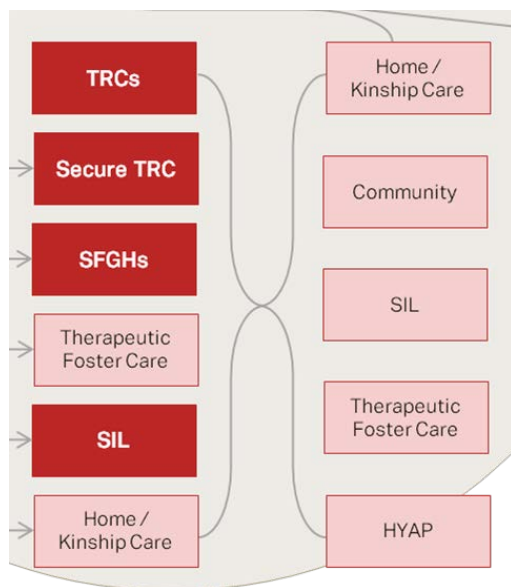 TRCs
Secure TRC
SFGHs
Therapeutic
Foster Care
SIL
Home /
Kinship Care
Home /
Kinship Care
Community
SIL
Therapeutic
Foster Care
HYAP